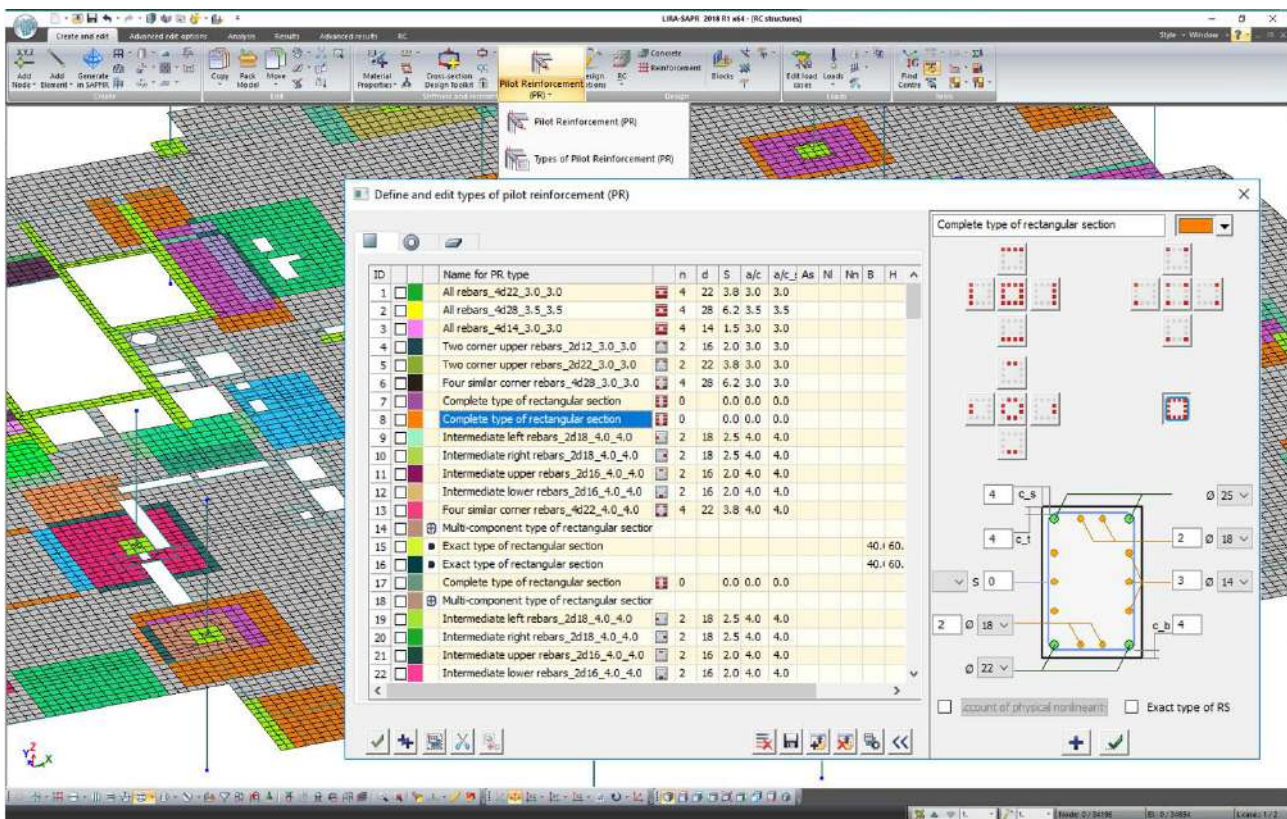 LIRA-SAPR 2018 R1 x64 - [RC structures]
Create and edit Advanced edit options Analysis Results Advanced results RC Style Window
Add Node Add Element Generate in SAPFIR Copy Pack Model Move Material Properties Cross-section Design toolkit Pilot Reinforcement (PR) RC Concrete Reinforcement Blocks Edit load cases Loads Find Centre
Create Edit Design Loads
Pilot Reinforcement (PR)
Types of Pilot Reinforcement (PR)
Define and edit types of pilot reinforcement (PR)
Complete type of rectangular section
ID Name for PR type n d S a/c a/c_s As Nl Nn B H
1 All rebars_4d22_3.0_3.0 4 22 3.8 3.0 3.0
2 All rebars_4d28_3.5_3.5 4 28 6.2 3.5 3.5
3 All rebars_4d14_3.0_3.0 4 14 1.5 3.0 3.0
4 Two corner upper rebars_2d12_3.0_3.0 2 16 2.0 3.0 3.0
5 Two corner upper rebars_2d22_3.0_3.0 2 22 3.8 3.0 3.0
6 Four similar corner rebars_4d28_3.0_3.0 4 28 6.2 3.0 3.0
7 Complete type of rectangular section 0 0.0 0.0 0.0
8 Complete type of rectangular section 0 0.0 0.0 0.0
9 Intermediate left rebars_2d18_4.0_4.0 2 18 2.5 4.0 4.0
10 Intermediate right rebars_2d18_4.0_4.0 2 18 2.5 4.0 4.0
11 Intermediate upper rebars_2d16_4.0_4.0 2 16 2.0 4.0 4.0
12 Intermediate lower rebars_2d16_4.0_4.0 2 16 2.0 4.0 4.0
13 Four similar corner rebars_4d22_4.0_4.0 4 22 3.8 4.0 4.0
14 Multi-component type of rectangular section
15 Exact type of rectangular section 40. 60.
16 Exact type of rectangular section 40. 60.
17 Complete type of rectangular section 0 0.0 0.0 0.0
18 Multi-component type of rectangular section
19 Intermediate left rebars_2d18_4.0_4.0 2 18 2.5 4.0 4.0
20 Intermediate right rebars_2d18_4.0_4.0 2 18 2.5 4.0 4.0
21 Intermediate upper rebars_2d16_4.0_4.0 2 16 2.0 4.0 4.0
22 Intermediate lower rebars_2d16_4.0_4.0 2 16 2.0 4.0 4.0
4 c_s Ø 25
4 c_t 2 Ø 18
S 0 3 Ø 14
2 Ø 18 c_b 4
Ø 22
account of physical nonlinearity Exact type of RS
Z Y X